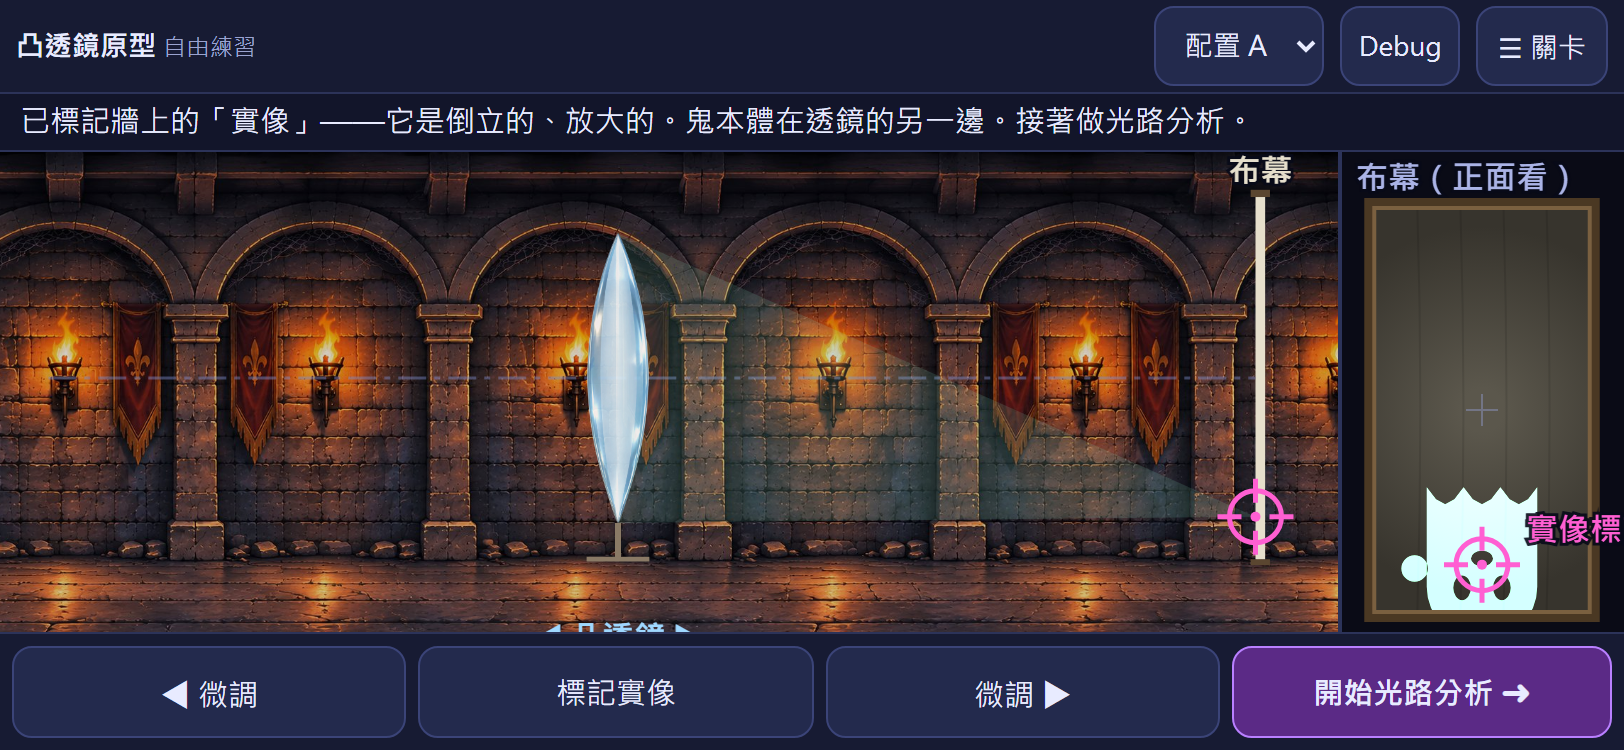 凸透鏡原型 自由練習
配置 A
Debug
☰ 關卡
已標記牆上的「實像」——它是倒立的、放大的。鬼本體在透鏡的另一邊。接著做光路分析。
布幕
布幕(正面看)
實像標
◀ 凸透鏡 ▶
◀ 微調
標記實像
微調 ▶
開始光路分析 ➜